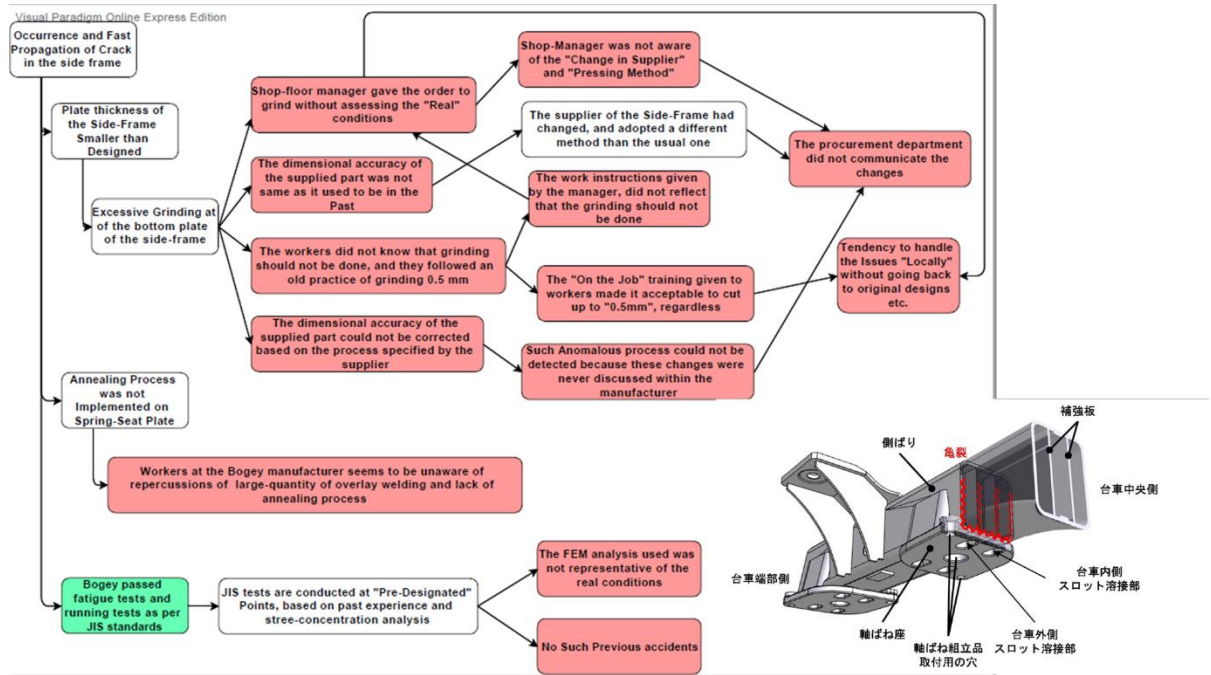 Visual Paradigm Online Express Edition
Occurrence and Fast
Propagation of Crack
in the side frame
Plate thickness of
the Side-Frame
Smaller than
Designed
Excessive Grinding at
of the bottom plate
of the side-frame
Shop-floor manager gave the order to
grind without assessing the "Real"
conditions
The dimensional accuracy of
the supplied part was not
same as it used to be in the
Past
The workers did not know that grinding
should not be done, and they followed an
old practice of grinding 0.5 mm
The dimensional accuracy of the
supplied part could not be corrected
based on the process specified by the
supplier
Shop-Manager was not aware
of the "Change in Supplier"
and "Pressing Method"
The supplier of the Side-Frame had
changed, and adopted a different
method than the usual one
The work instructions given
by the manager, did not reflect
that the grinding should not
be done
The "On the Job" training given to
workers made it acceptable to cut
up to "0.5mm", regardless
Such Anomalous process could not be
detected because these changes were
never discussed within the
manufacturer
The procurement department
did not communicate the
changes
Tendency to handle
the Issues "Locally"
without going back
to original designs
etc.
Annealing Process
was not
Implemented on
Spring-Seat Plate
Workers at the Bogey manufacturer seems to be unaware of
repercussions of large-quantity of overlay welding and lack of
annealing process
Bogey passed
fatigue tests and
running tests as per
JIS standards
JIS tests are conducted at "Pre-Designated"
Points, based on past experience and
stree-concentration analysis
The FEM analysis used was
not representative of the
real conditions
No Such Previous accidents
補強板
側ばり
亀裂
台車中央側
台車端部側
台車内側
スロット溶接部
軸ばね座
軸ばね組立品
取付用の穴
台車外側
スロット溶接部